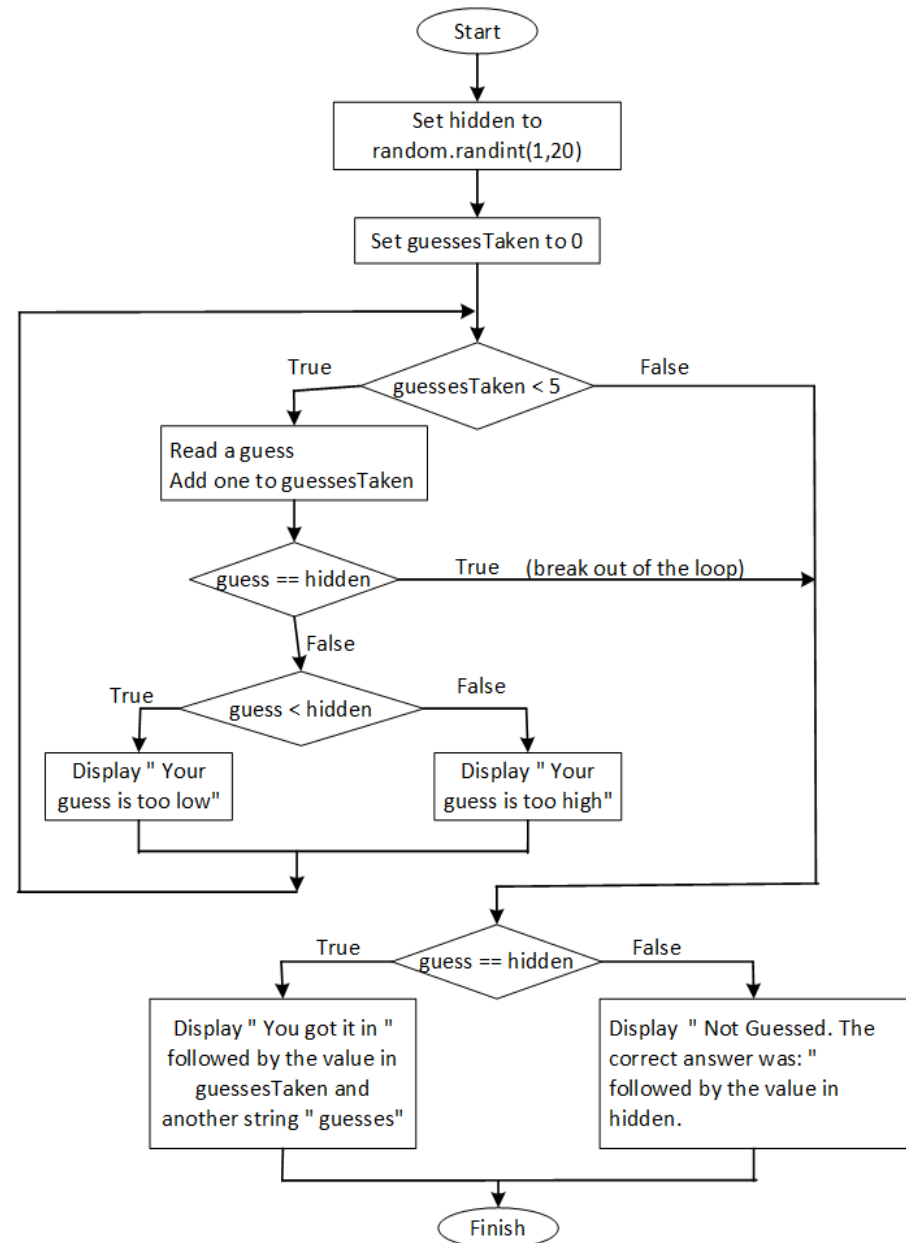 Start
Set hidden to
random.randint(1,20)
Set guessesTaken to 0
True
False
guessesTaken < 5
Read a guess
Add one to guessesTaken
guess == hidden
True (break out of the loop)
False
True
False
guess < hidden
Display " Your
guess is too low"
Display " Your
guess is too high"
True
False
guess == hidden
Display " You got it in "
followed by the value in
guessesTaken and
another string " guesses"
Display " Not Guessed. The
correct answer was: "
followed by the value in
hidden.
Finish